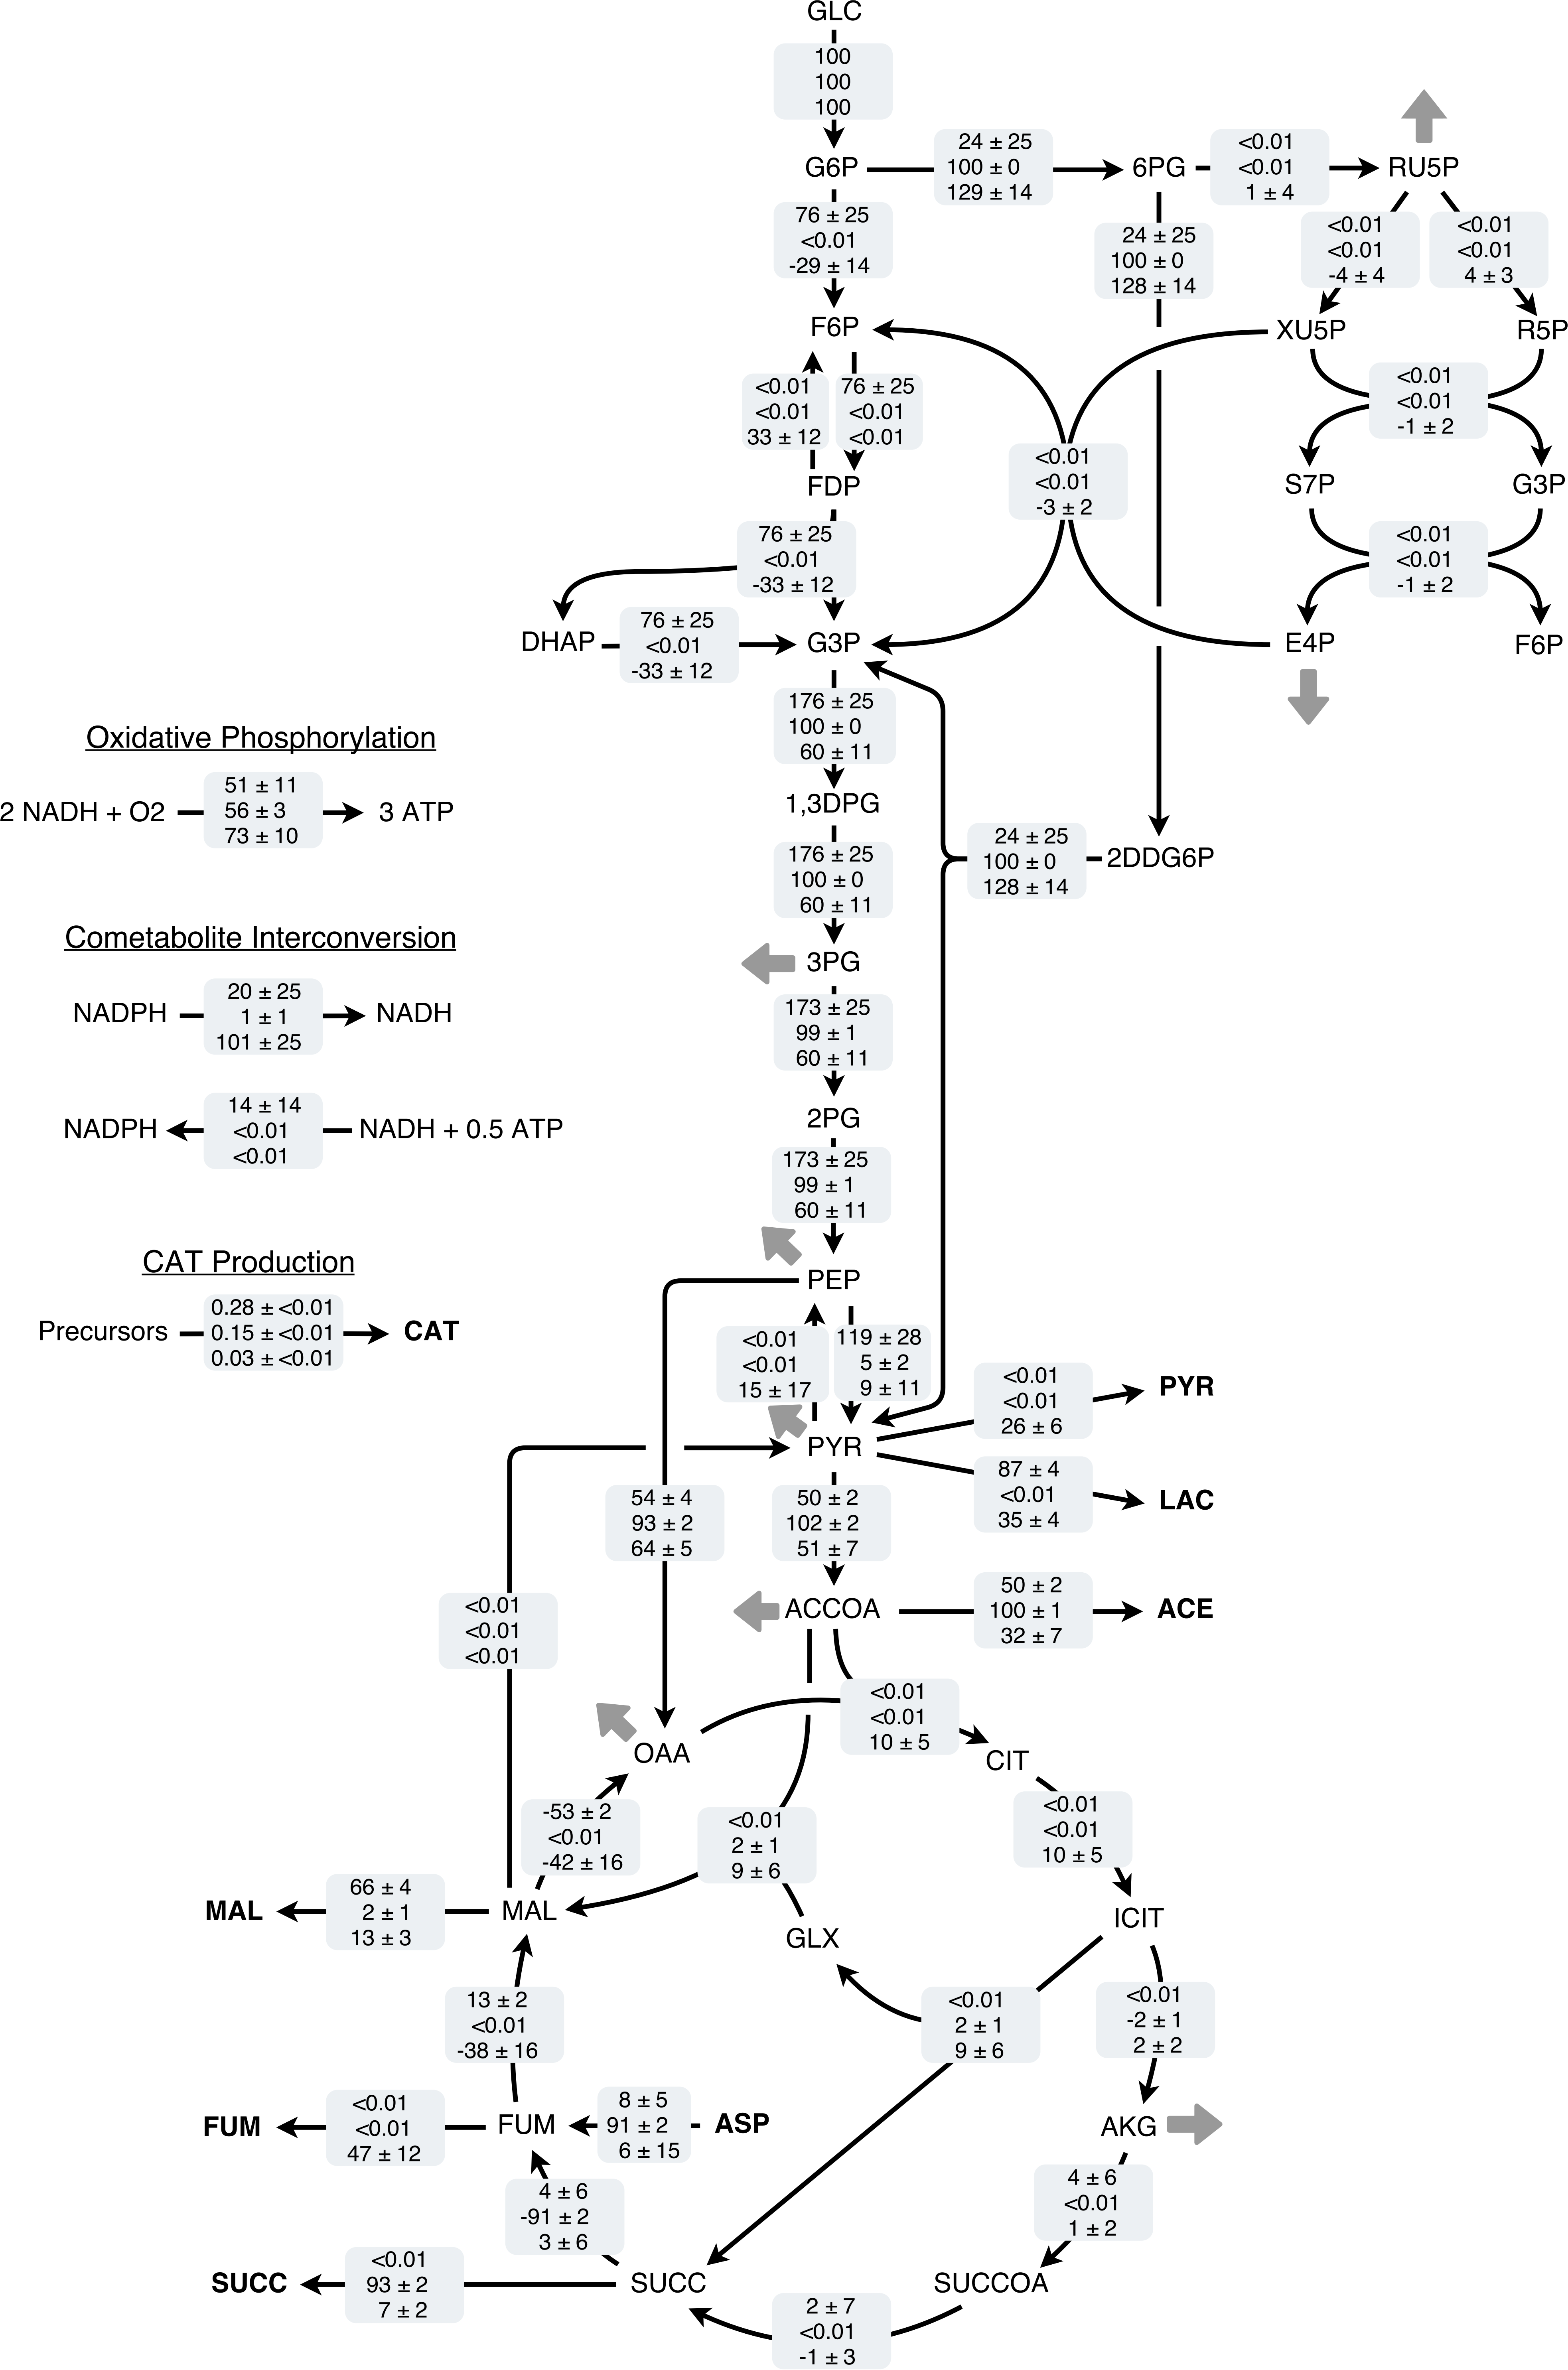 GLC
100
100
100
G6P
24 ± 25
100 ± 0
129 ± 14
6PG
<0.01
<0.01
1 ± 4
RU5P
76 ± 25
<0.01
-29 ± 14
24 ± 25
100 ± 0
128 ± 14
<0.01
<0.01
-4 ± 4
<0.01
<0.01
4 ± 3
F6P
XU5P
R5P
<0.01
<0.01
33 ± 12
76 ± 25
<0.01
<0.01
<0.01
<0.01
-1 ± 2
<0.01
<0.01
-3 ± 2
FDP
S7P
G3P
76 ± 25
<0.01
-33 ± 12
<0.01
<0.01
-1 ± 2
DHAP
76 ± 25
<0.01
-33 ± 12
G3P
E4P
F6P
176 ± 25
100 ± 0
60 ± 11
Oxidative Phosphorylation
2 NADH + O2
51 ± 11
56 ± 3
73 ± 10
3 ATP
1,3DPG
176 ± 25
100 ± 0
60 ± 11
24 ± 25
100 ± 0
128 ± 14
2DDG6P
Cometabolite Interconversion
3PG
NADPH
20 ± 25
1 ± 1
101 ± 25
NADH
173 ± 25
99 ± 1
60 ± 11
NADPH
14 ± 14
<0.01
<0.01
NADH + 0.5 ATP
2PG
173 ± 25
99 ± 1
60 ± 11
CAT Production
PEP
Precursors
0.28 ± <0.01
0.15 ± <0.01
0.03 ± <0.01
CAT
<0.01
<0.01
15 ± 17
119 ± 28
5 ± 2
9 ± 11
<0.01
<0.01
26 ± 6
PYR
PYR
87 ± 4
<0.01
35 ± 4
LAC
54 ± 4
93 ± 2
64 ± 5
50 ± 2
102 ± 2
51 ± 7
<0.01
<0.01
<0.01
ACCOA
50 ± 2
100 ± 1
32 ± 7
ACE
OAA
<0.01
<0.01
10 ± 5
CIT
-53 ± 2
<0.01
-42 ± 16
<0.01
2 ± 1
9 ± 6
<0.01
<0.01
10 ± 5
MAL
66 ± 4
2 ± 1
13 ± 3
MAL
GLX
ICIT
13 ± 2
<0.01
-38 ± 16
<0.01
2 ± 1
9 ± 6
<0.01
-2 ± 1
2 ± 2
FUM
<0.01
<0.01
47 ± 12
FUM
8 ± 5
91 ± 2
6 ± 15
ASP
AKG
4 ± 6
-91 ± 2
3 ± 6
4 ± 6
<0.01
1 ± 2
SUCC
<0.01
93 ± 2
7 ± 2
SUCC
SUCCOA
2 ± 7
<0.01
-1 ± 3